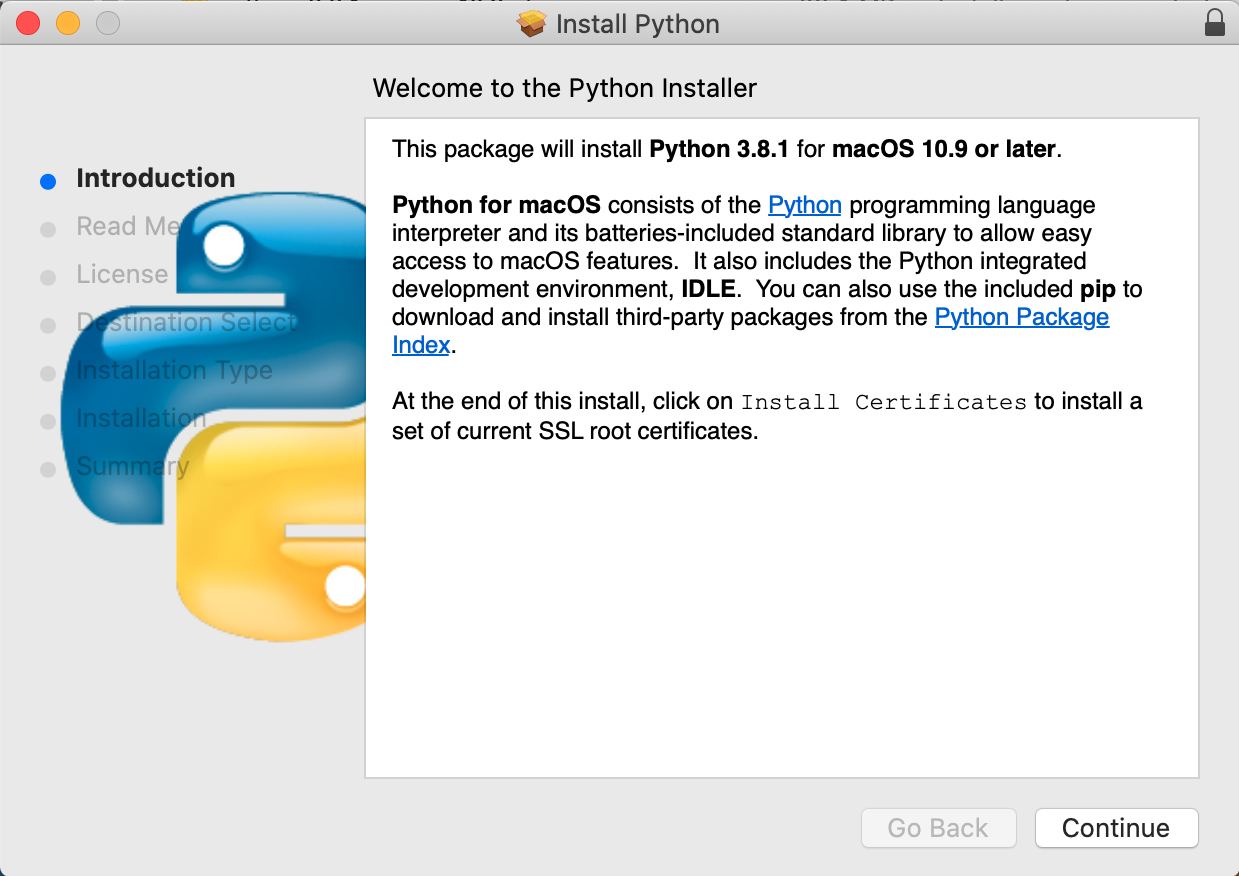 Install Python
Welcome to the Python Installer
Introduction
Read Me
License
Destination Select
Installation Type
Installation
Summary
This package will install Python 3.8.1 for macOS 10.9 or later.
Python for macOS consists of the Python programming language
interpreter and its batteries-included standard library to allow easy
access to macOS features.  It also includes the Python integrated
development environment, IDLE.  You can also use the included pip to
download and install third-party packages from the Python Package
Index.
At the end of this install, click on Install Certificates to install a
set of current SSL root certificates.
Go Back
Continue